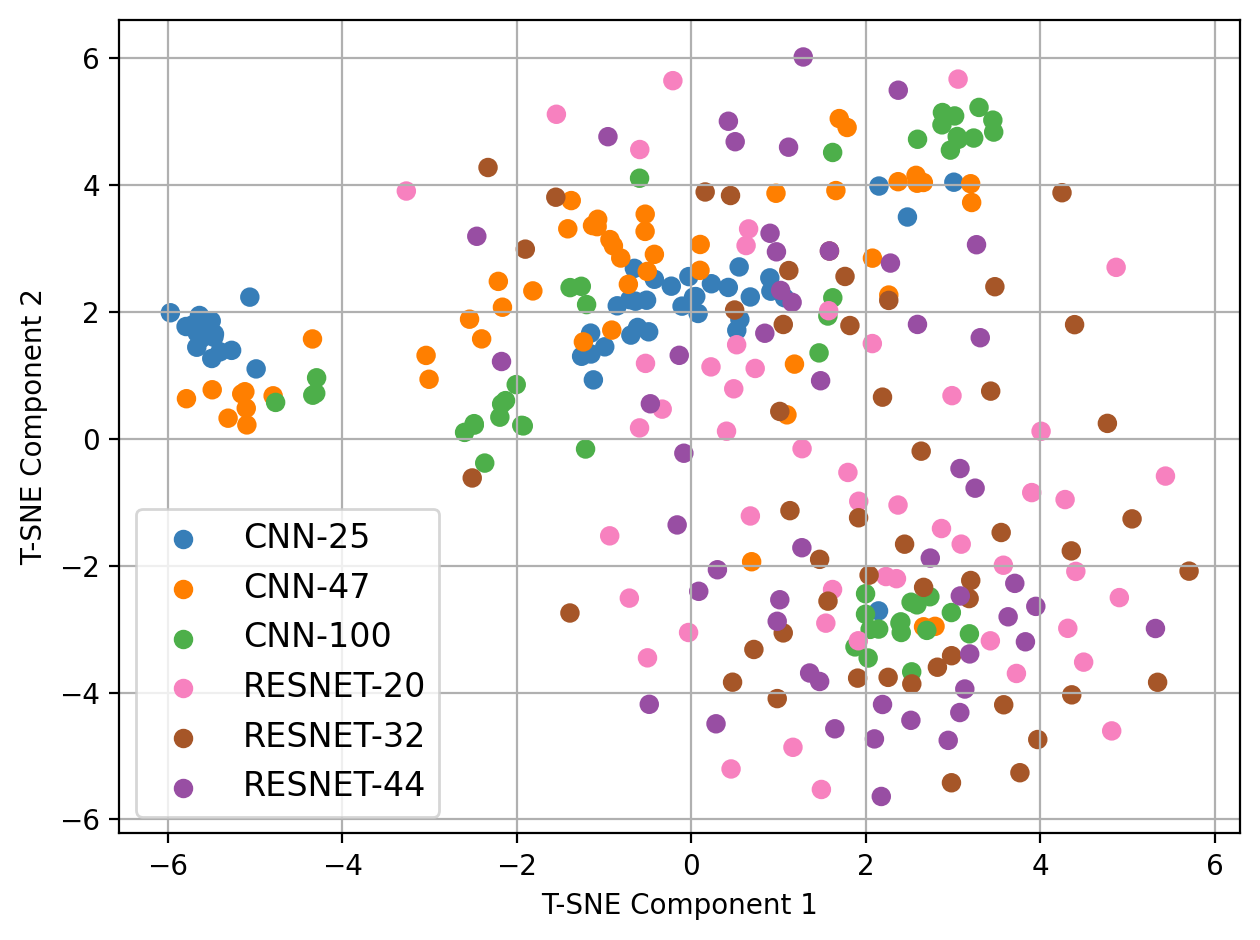 6
4
2
0
−2
−4
−6
T-SNE Component 2
CNN-25
CNN-47
CNN-100
RESNET-20
RESNET-32
RESNET-44
−6
−4
−2
0
2
4
6
T-SNE Component 1